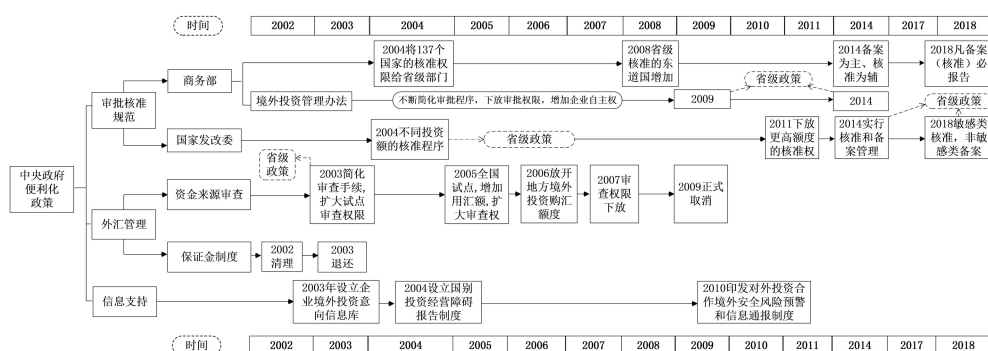 时间 2002 2003 2004 2005 2006 2007 2008 2009 2010 2011 2014 2017 2018
2004将137个
国家的核准权
限给省级部门
2008省级
核准的东
道国增加
2014备案
为主、核
准为辅
2018凡备案
（核准）必
报告
商务部
境外投资管理办法
不断简化审批程序，下放审批权限，增加企业自主权
2009
省级政策
2014
审批核准
规范
国家发改委
2004不同投资
额的核准程序
省级政策
2011下放
更高额度
的核准权
2014实行
核准和备
案管理
省级政策
2018敏感类
核准，非敏
感类备案
中央政府
便利化
政策
省级
政策
资金来源审查
2003简化
审查手续，
扩大试点
审查权限
2005全国
试点，增加
用汇额，扩
大审查权
2006放开
地方境外
投资购汇
额度
2007审
查权限
下放
2009正式
取消
外汇管理
保证金制度
2002
清理
2003
退还
信息支持
2003年设立企
业境外投资意
向信息库
2004设立国别
投资经营障碍
报告制度
2010印发对外投资合
作境外安全风险预警
和信息通报制度
时间 2002 2003 2004 2005 2006 2007 2008 2009 2010 2011 2014 2017 2018